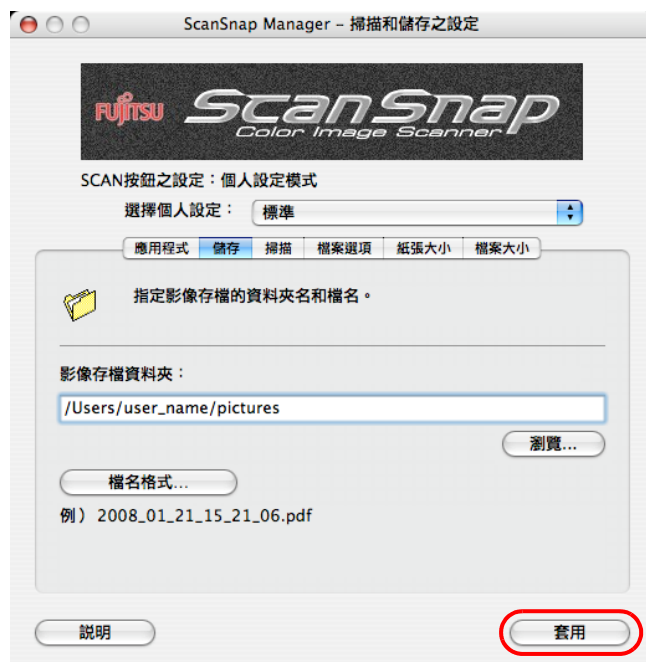 ScanSnap Manager – 掃描和儲存之設定
FUJITSU ScanSnap
Color Image Scanner
SCAN按鈕之設定：個人設定模式
選擇個人設定： 標準
應用程式 儲存 掃描 檔案選項 紙張大小 檔案大小
指定影像存檔的資料夾名和檔名。
影像存檔資料夾：
/Users/user_name/pictures
瀏覽...
檔名格式...
例）2008_01_21_15_21_06.pdf
說明 套用